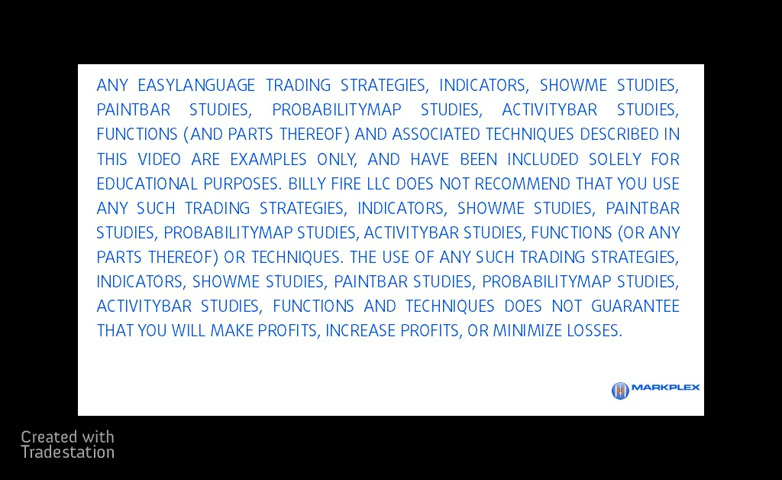 ANY EASYLANGUAGE TRADING STRATEGIES, INDICATORS, SHOWME STUDIES,
PAINTBAR STUDIES, PROBABILITYMAP STUDIES, ACTIVITYBAR STUDIES,
FUNCTIONS (AND PARTS THEREOF) AND ASSOCIATED TECHNIQUES DESCRIBED IN
THIS VIDEO ARE EXAMPLES ONLY, AND HAVE BEEN INCLUDED SOLELY FOR
EDUCATIONAL PURPOSES. BILLY FIRE LLC DOES NOT RECOMMEND THAT YOU USE
ANY SUCH TRADING STRATEGIES, INDICATORS, SHOWME STUDIES, PAINTBAR
STUDIES, PROBABILITYMAP STUDIES, ACTIVITYBAR STUDIES, FUNCTIONS (OR ANY
PARTS THEREOF) OR TECHNIQUES. THE USE OF ANY SUCH TRADING STRATEGIES,
INDICATORS, SHOWME STUDIES, PAINTBAR STUDIES, PROBABILITYMAP STUDIES,
ACTIVITYBAR STUDIES, FUNCTIONS AND TECHNIQUES DOES NOT GUARANTEE
THAT YOU WILL MAKE PROFITS, INCREASE PROFITS, OR MINIMIZE LOSSES.
MARKPLEX
Created with
Tradestation